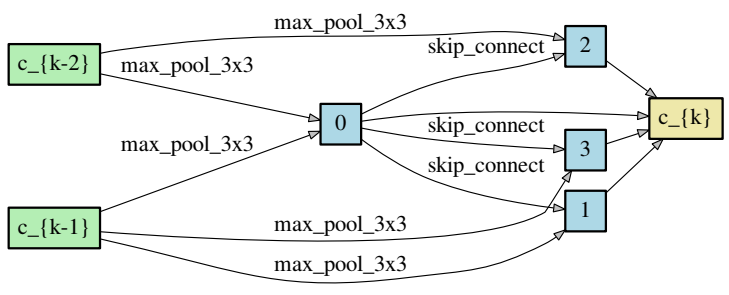 max_pool_3x3
2
skip_connect
c_{k-2}
max_pool_3x3
c_{k}
0
skip_connect
max_pool_3x3
3
skip_connect
1
c_{k-1}
max_pool_3x3
max_pool_3x3